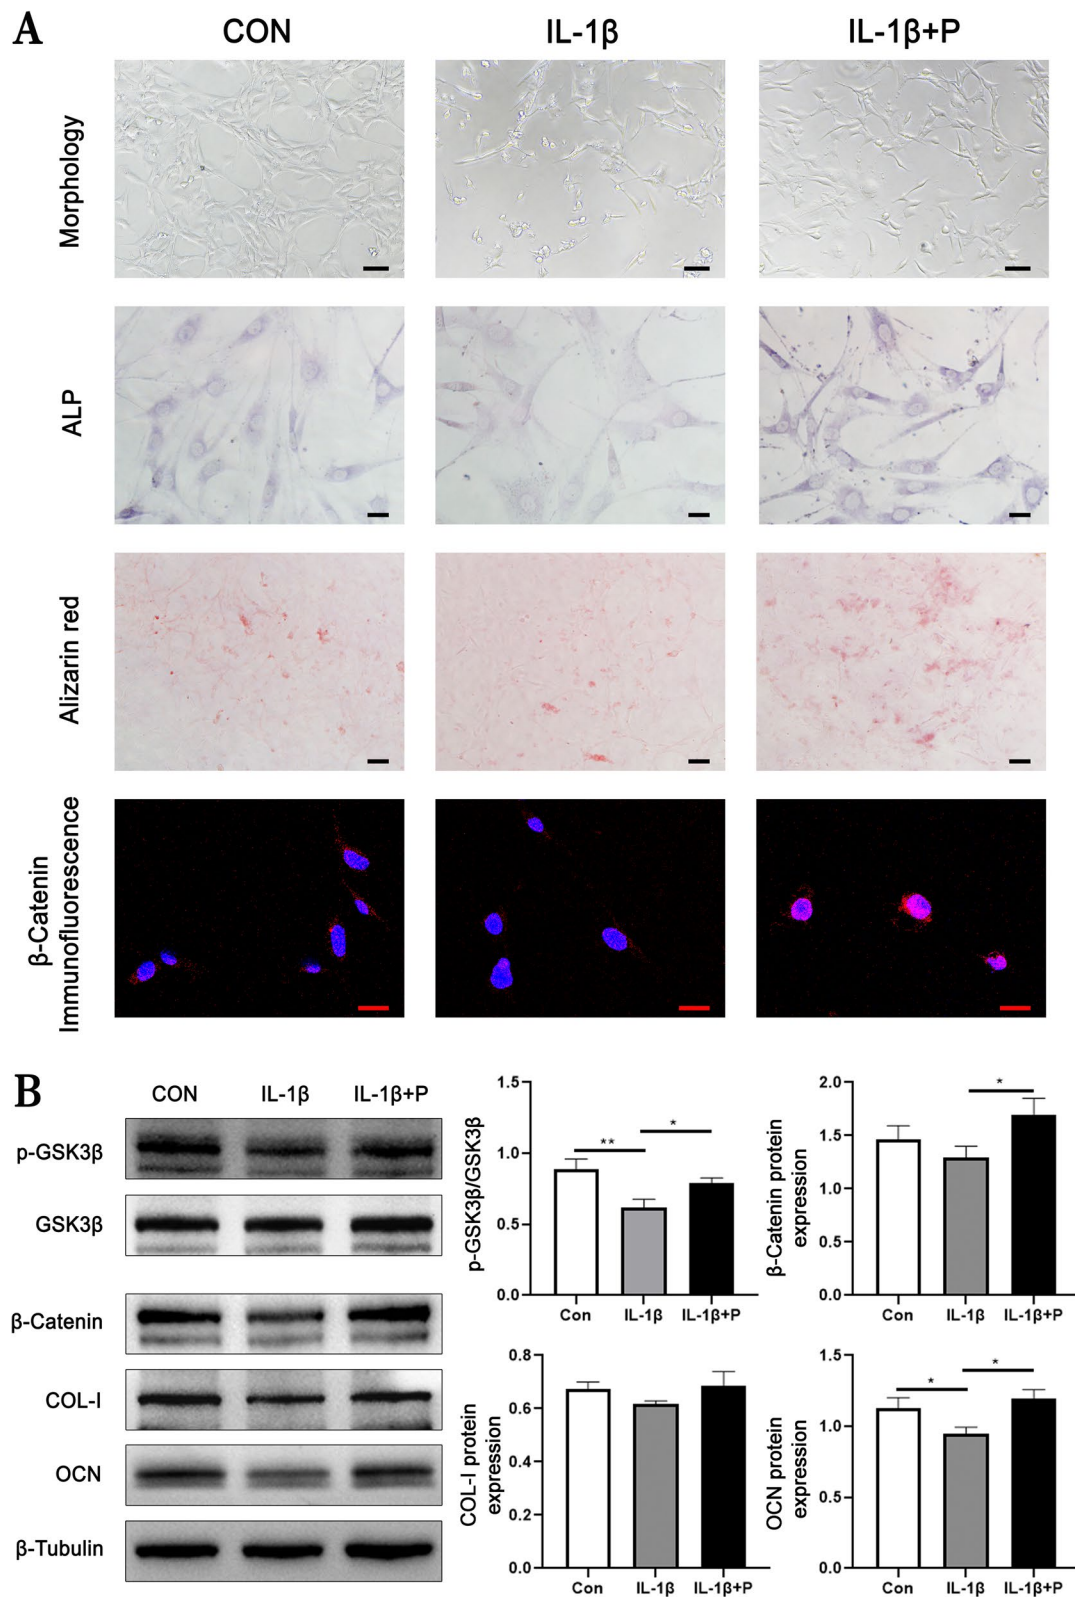 A
CON
IL-1β
IL-1β+P
Morphology
ALP
Alizarin red
β-Catenin
Immunofluorescence
B
CON
IL-1β
IL-1β+P
p-GSK3β
GSK3β
β-Catenin
COL-I
OCN
β-Tubulin
p-GSK3β/GSK3β
1.5
1.0
0.5
0.0
**
*
Con
IL-1β
IL-1β+P
β-Catenin protein
expression
2.0
1.5
1.0
0.5
0.0
*
Con
IL-1β
IL-1β+P
COL-I protein
expression
0.8
0.6
0.4
0.2
0.0
Con
IL-1β
IL-1β+P
OCN protein
expression
1.5
1.0
0.5
0.0
*
*
Con
IL-1β
IL-1β+P